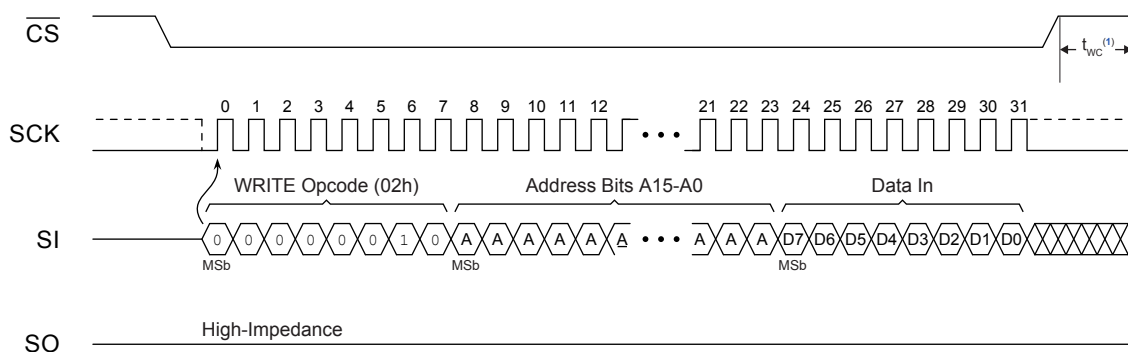 CS
t_WC(1)
0 1 2 3 4 5 6 7 8 9 10 11 12 21 22 23 24 25 26 27 28 29 30 31
SCK • • •
WRITE Opcode (02h) Address Bits A15-A0 Data In
SI 0 0 0 0 0 0 1 0 A A A A A A • • • A A A D7 D6 D5 D4 D3 D2 D1 D0
MSb MSb MSb
High-Impedance
SO